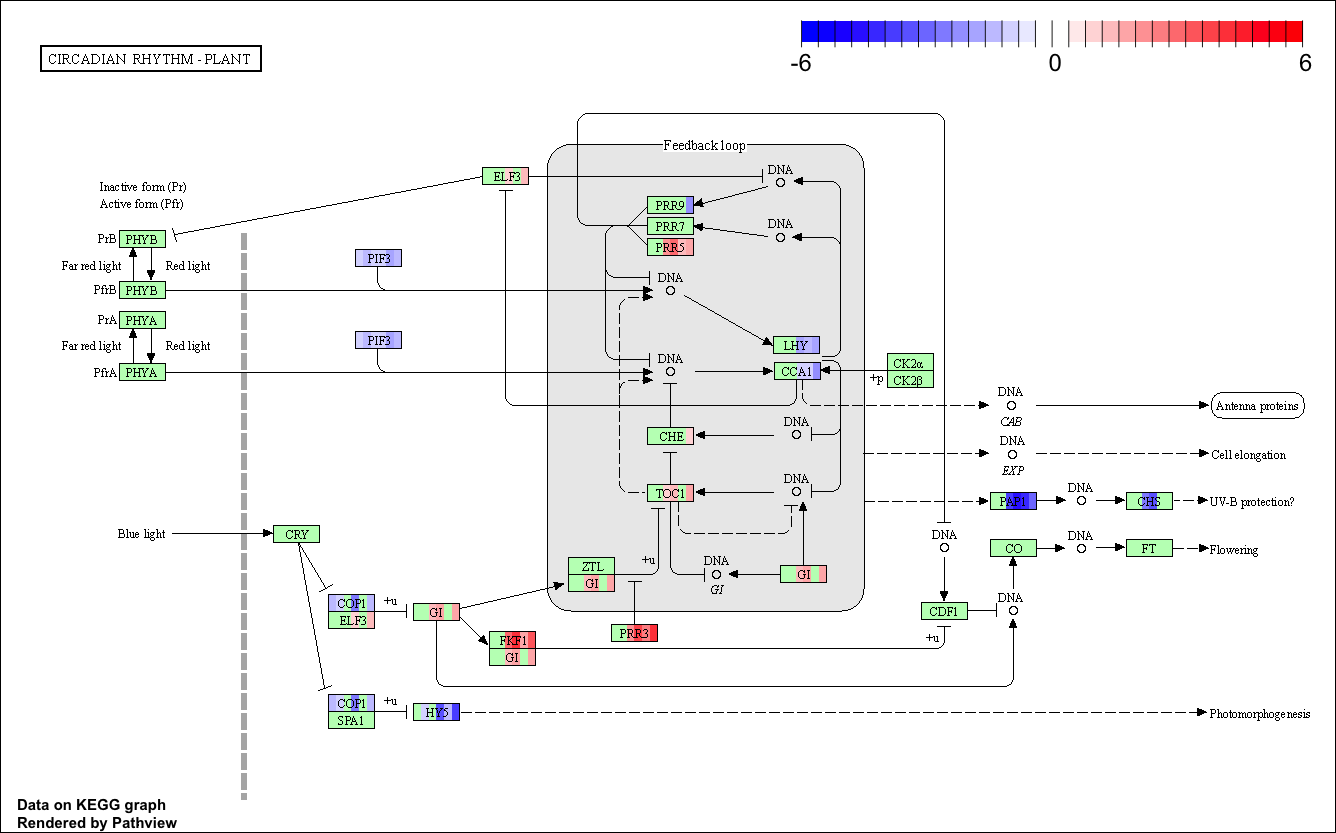 CIRCADIAN RHYTHM - PLANT
-6
0
6
Feedback loop
DNA
ELF3
Inactive form (Pr)
Active form (Pfr)
PRR9
PRR7
PRR5
DNA
PrB
PHYB
Far red light
Red light
PIF3
DNA
PfrB
PHYB
PrA
PHYA
Far red light
Red light
PIF3
LHY
DNA
CCA1
PfrA
PHYA
+p
CK2α
CK2β
DNA
CAB
Antenna proteins
CHE
DNA
DNA
EXP
Cell elongation
TOC1
DNA
PAP1
DNA
CHS
UV-B protection?
Blue light
CRY
DNA
CO
DNA
FT
Flowering
ZTL
GI
+u
DNA
GI
GI
COP1
ELF3
+u
GI
CDF1
DNA
FKF1
GI
PRR3
+u
COP1
SPA1
+u
HY5
Photomorphogenesis
Data on KEGG graph
Rendered by Pathview